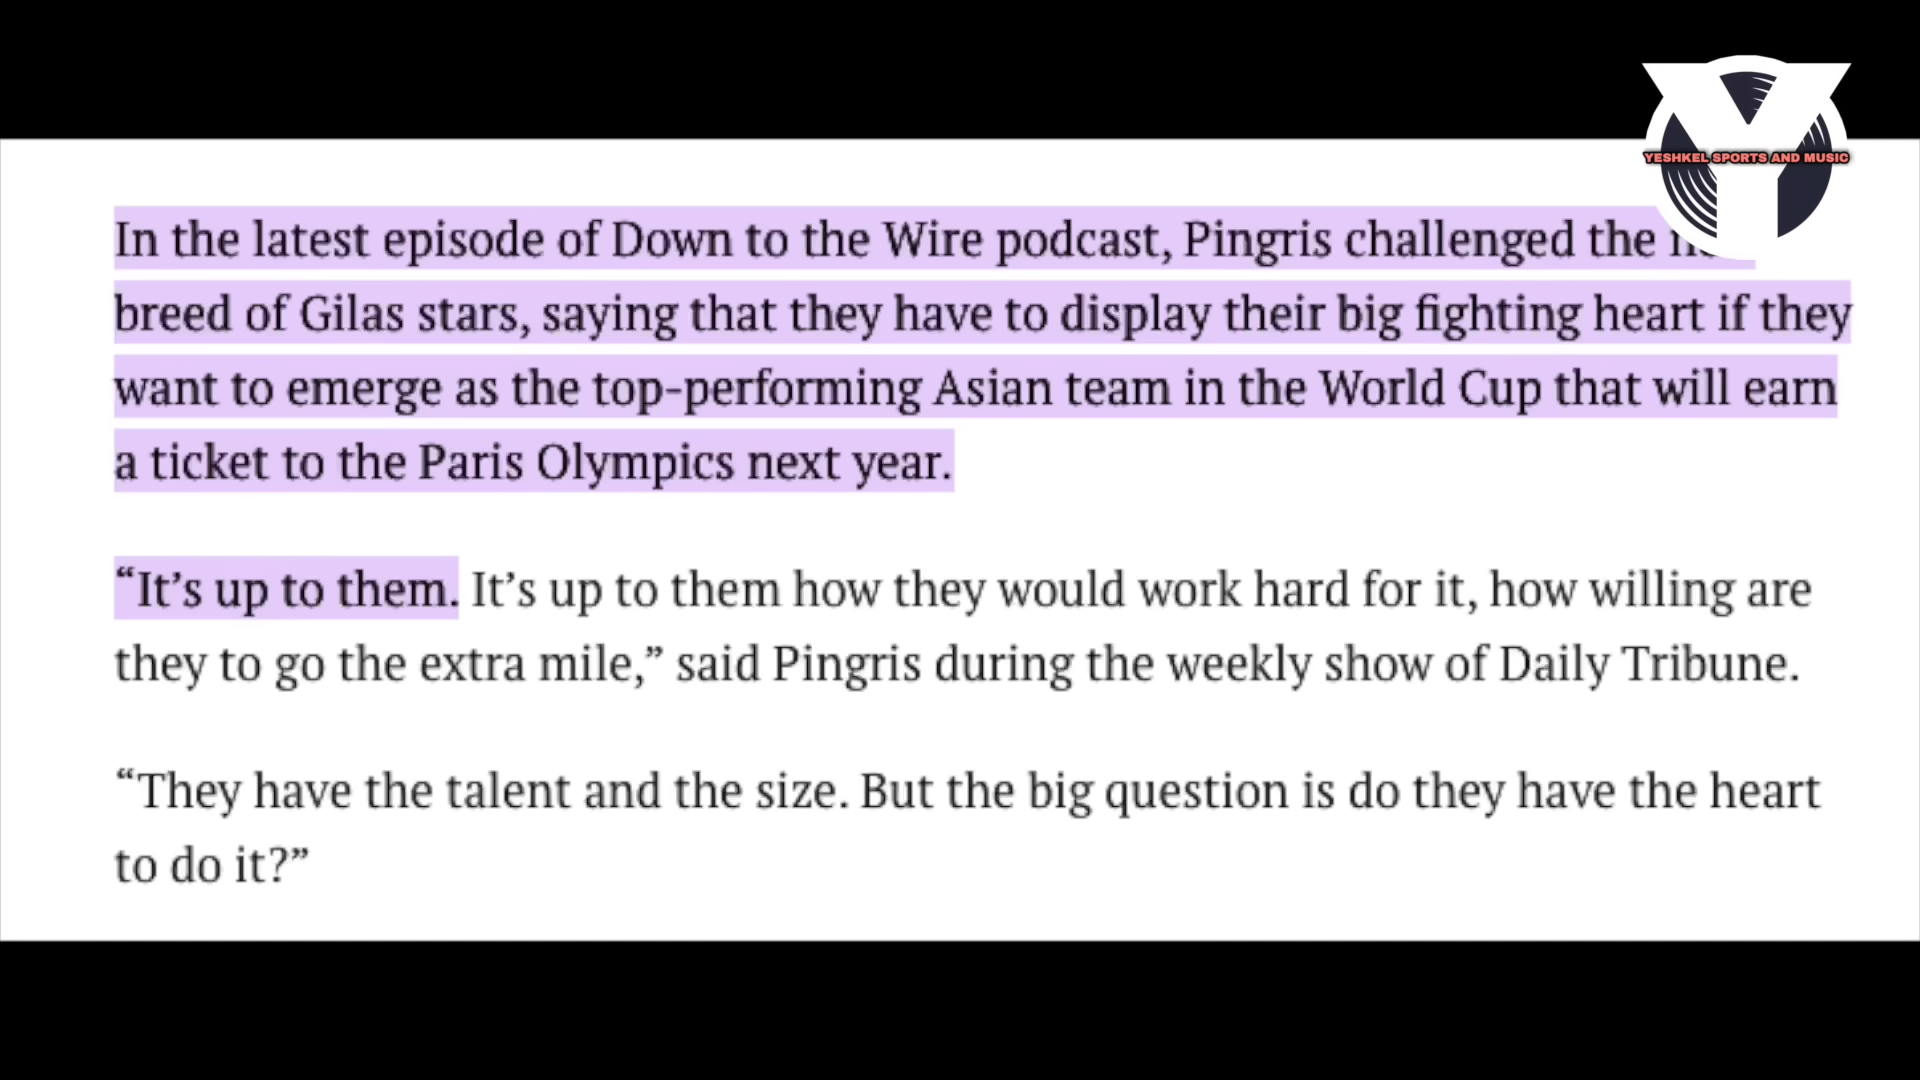 YESHKEL SPORTS AND MUSIC
In the latest episode of Down to the Wire podcast, Pingris challenged the
breed of Gilas stars, saying that they have to display their big fighting heart if they
want to emerge as the top-performing Asian team in the World Cup that will earn
a ticket to the Paris Olympics next year.
“It’s up to them. It’s up to them how they would work hard for it, how willing are
they to go the extra mile,” said Pingris during the weekly show of Daily Tribune.
“They have the talent and the size. But the big question is do they have the heart
to do it?”